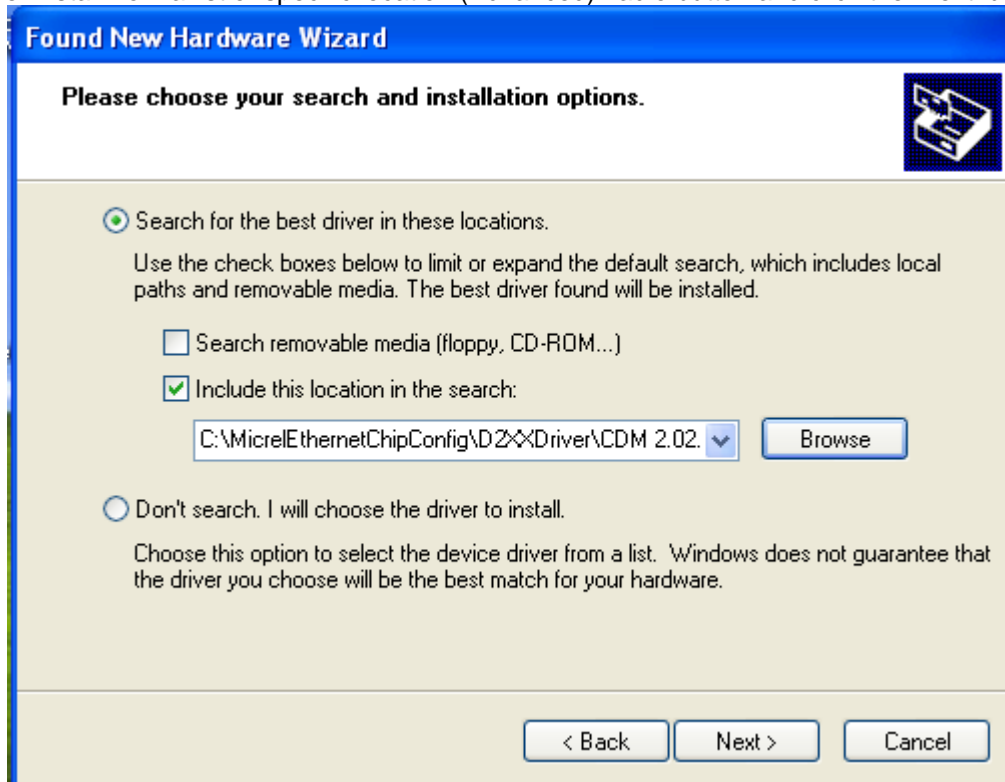 Found New Hardware Wizard
Please choose your search and installation options.
Search for the best driver in these locations.
Use the check boxes below to limit or expand the default search, which includes local
paths and removable media. The best driver found will be installed.
Search removable media (floppy, CD-ROM...)
Include this location in the search:
C:\MicrelEthernetChipConfig\D2XXDriver\CDM 2.02.
Browse
Don't search. I will choose the driver to install.
Choose this option to select the device driver from a list. Windows does not guarantee that
the driver you choose will be the best match for your hardware.
< Back
Next >
Cancel